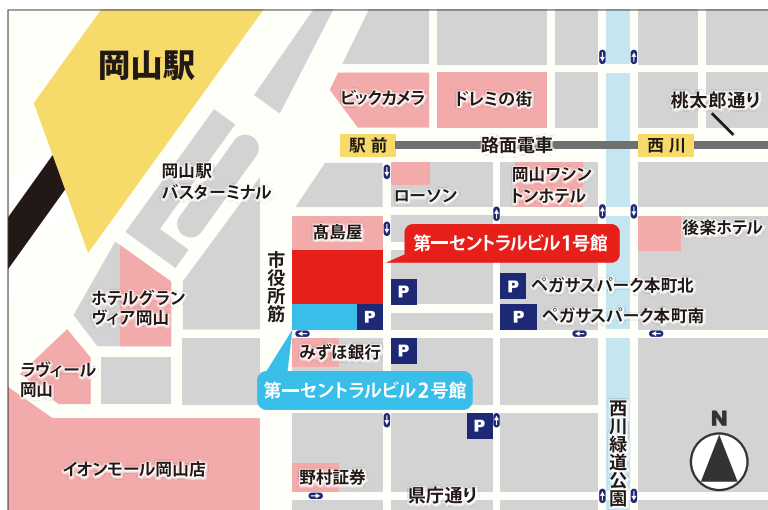 岡山駅
ビックカメラ
ドレミの街
桃太郎通り
駅前
路面電車
西川
岡山駅
バスターミナル
ローソン
岡山ワシン
トンホテル
髙島屋
第一セントラルビル1号館
後楽ホテル
市役所筋
P
P
ペガサスパーク本町北
P
P
ペガサスパーク本町南
ホテルグラン
ヴィア岡山
みずほ銀行
P
ラヴィール
岡山
第一セントラルビル2号館
P
西川緑道公園
N
イオンモール岡山店
野村証券
県庁通り